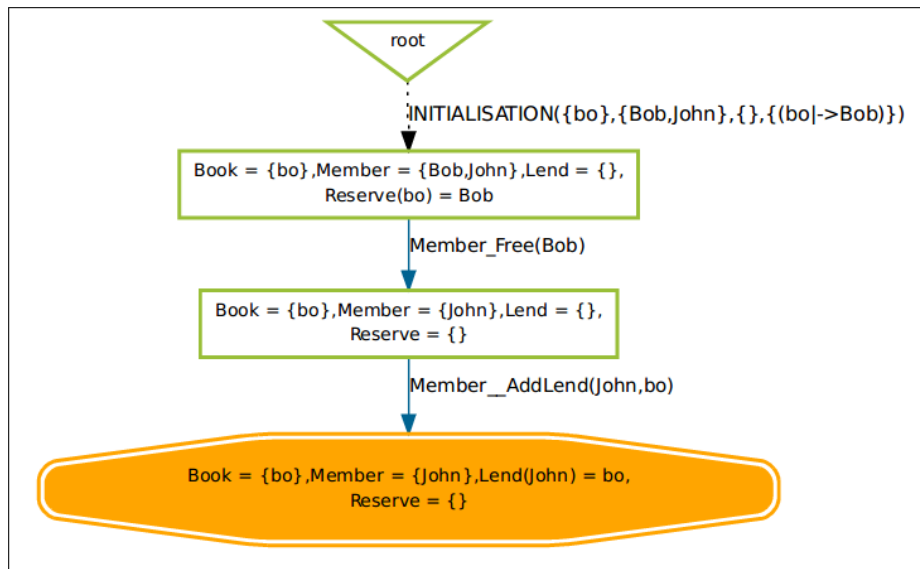 root
INITIALISATION({bo},{Bob,John},{},{(bo|->Bob)})
Book = {bo},Member = {Bob,John},Lend = {},
Reserve(bo) = Bob
Member_Free(Bob)
Book = {bo},Member = {John},Lend = {},
Reserve = {}
Member__AddLend(John,bo)
Book = {bo},Member = {John},Lend(John) = bo,
Reserve = {}